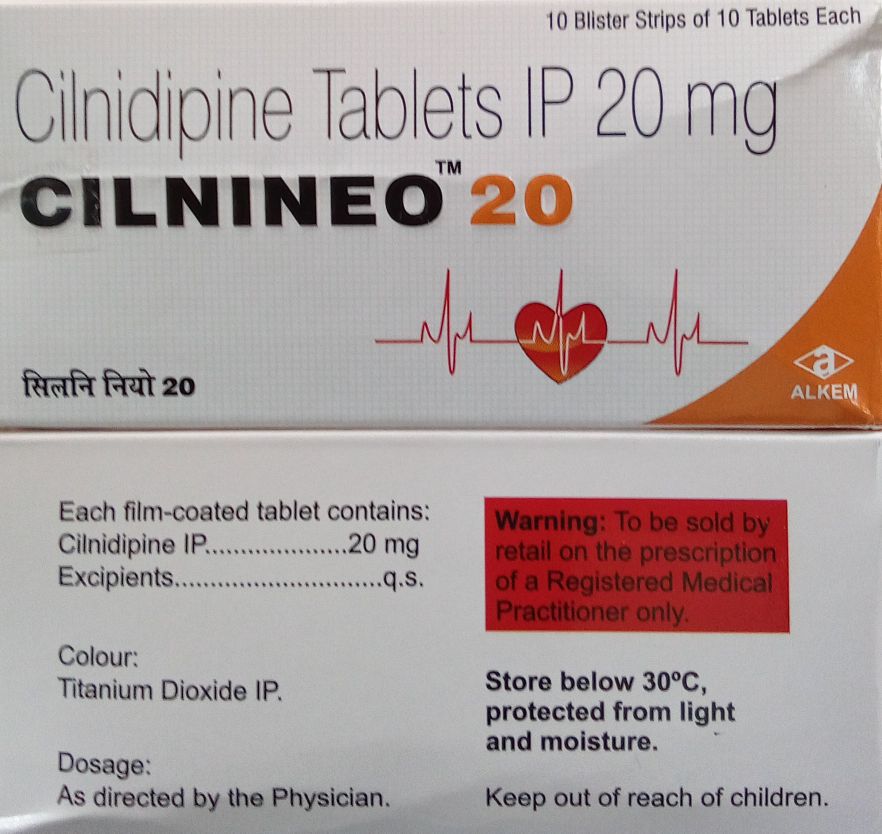 10 Blister Strips of 10 Tablets Each
Cilnidipine Tablets IP 20 mg
CILNINEO™ 20
सिलनि नियो 20
a
ALKEM
Each film-coated tablet contains:
Cilnidipine IP....................20 mg
Excipients.............................q.s.
Colour:
Titanium Dioxide IP.
Dosage:
As directed by the Physician.
Warning: To be sold by
retail on the prescription
of a Registered Medical
Practitioner only.
Store below 30ºC,
protected from light
and moisture.
Keep out of reach of children.